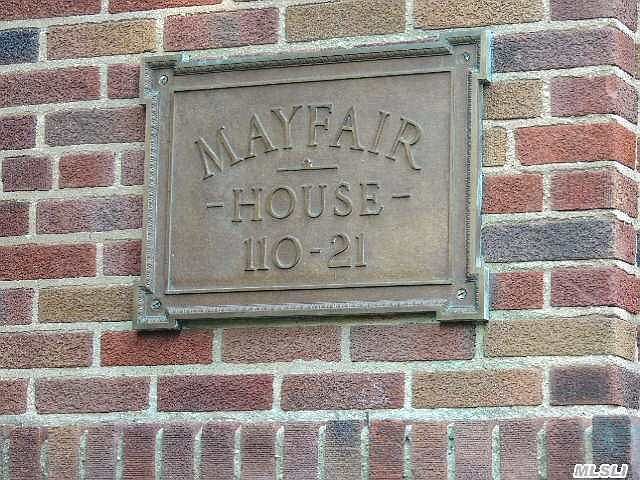 MAYFAIR
- HOUSE -
110-21
MLSLI